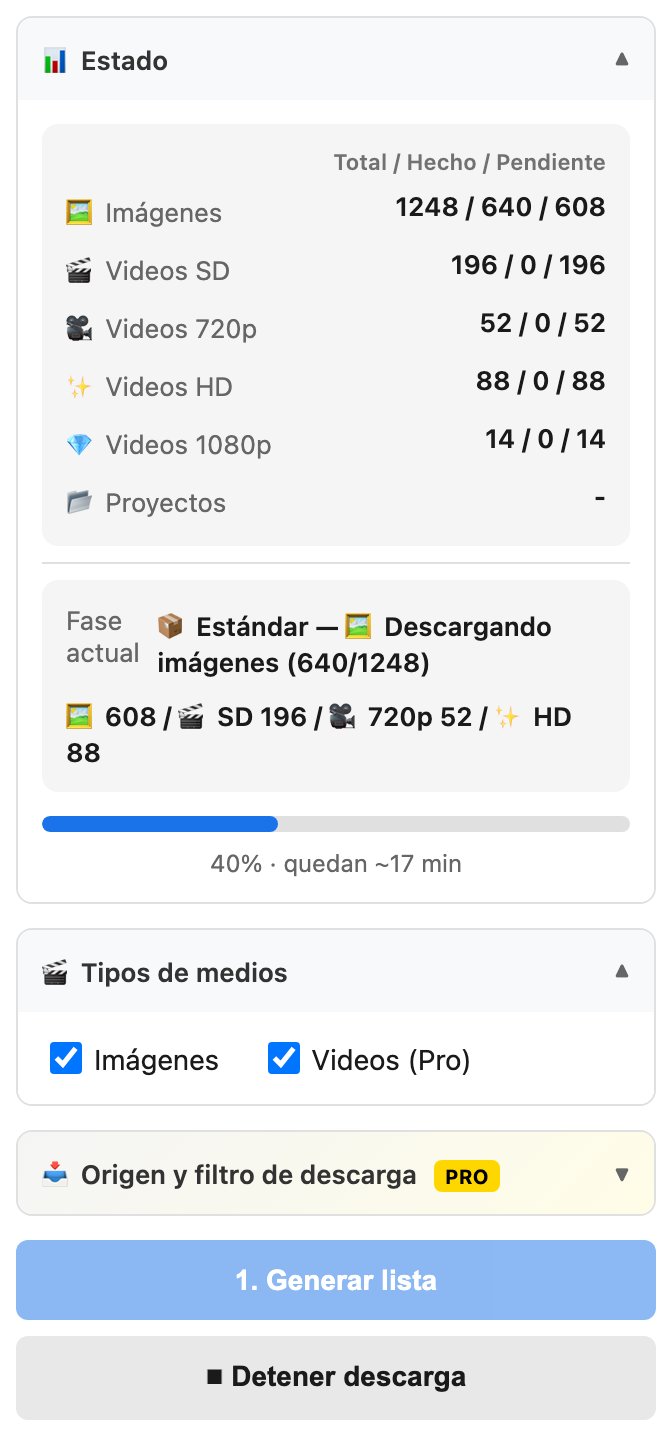 📊 Estado ▲
Total / Hecho / Pendiente
🖼️ Imágenes 1248 / 640 / 608
🎬 Videos SD 196 / 0 / 196
🎥 Videos 720p 52 / 0 / 52
✨ Videos HD 88 / 0 / 88
💎 Videos 1080p 14 / 0 / 14
📁 Proyectos -
Fase actual
📦 Estándar — 🖼️ Descargando
imágenes (640/1248)
🖼️ 608 / 🎬 SD 196 / 🎥 720p 52 / ✨ HD
88
40% · quedan ~17 min
🎬 Tipos de medios ▲
Imágenes Videos (Pro)
📥 Origen y filtro de descarga PRO ▼
1. Generar lista
■ Detener descarga